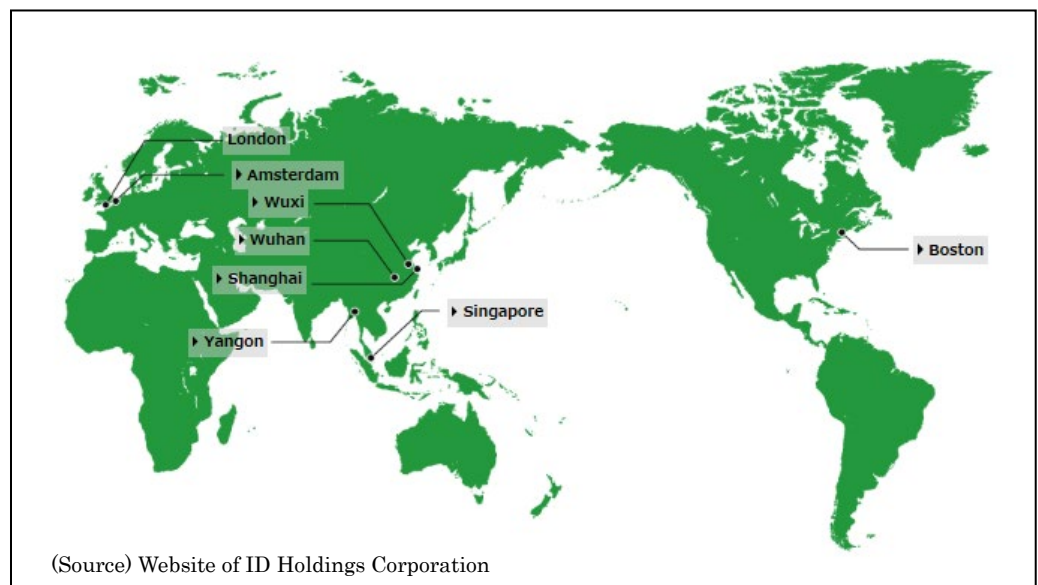 London
Amsterdam
Wuxi
Wuhan
Shanghai
Yangon
Singapore
Boston
(Source) Website of ID Holdings Corporation